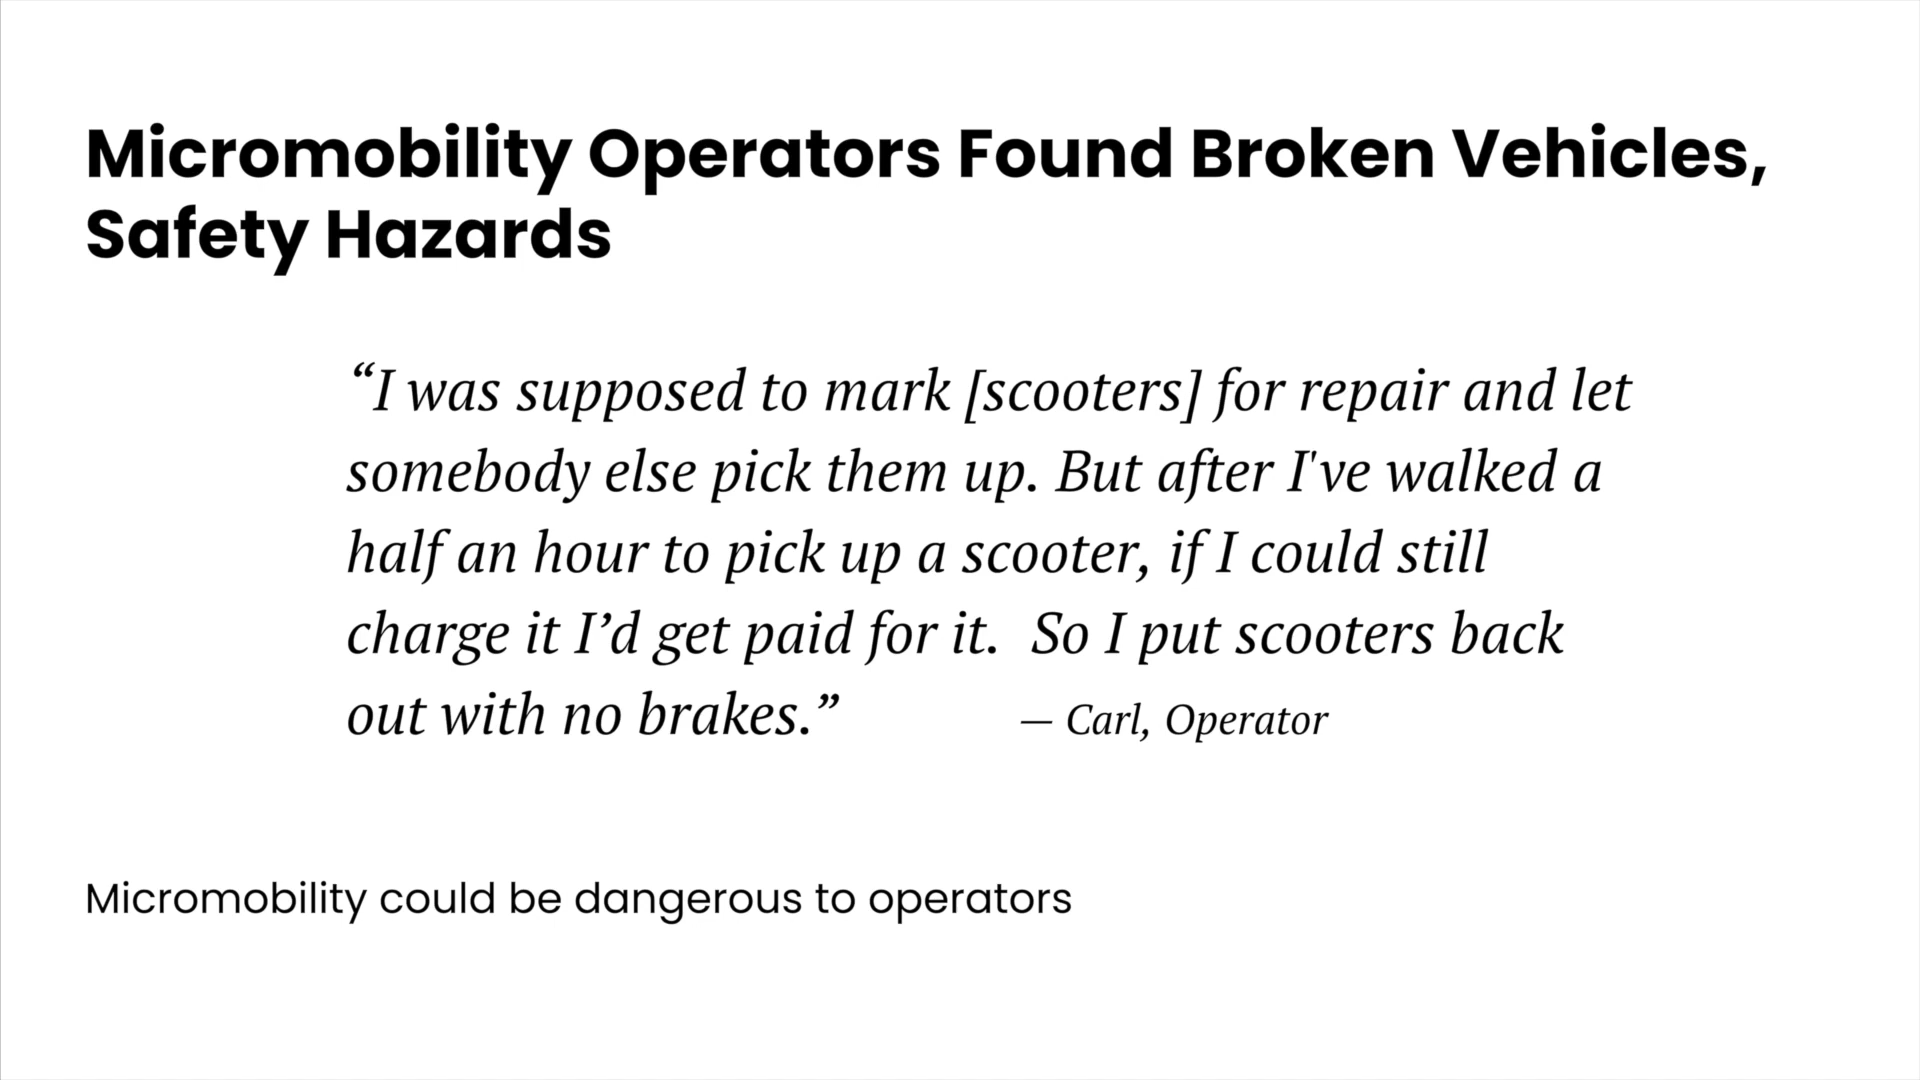 Micromobility Operators Found Broken Vehicles,
Safety Hazards
“I was supposed to mark [scooters] for repair and let
somebody else pick them up. But after I've walked a
half an hour to pick up a scooter, if I could still
charge it I’d get paid for it.  So I put scooters back
out with no brakes.” — Carl, Operator
Micromobility could be dangerous to operators